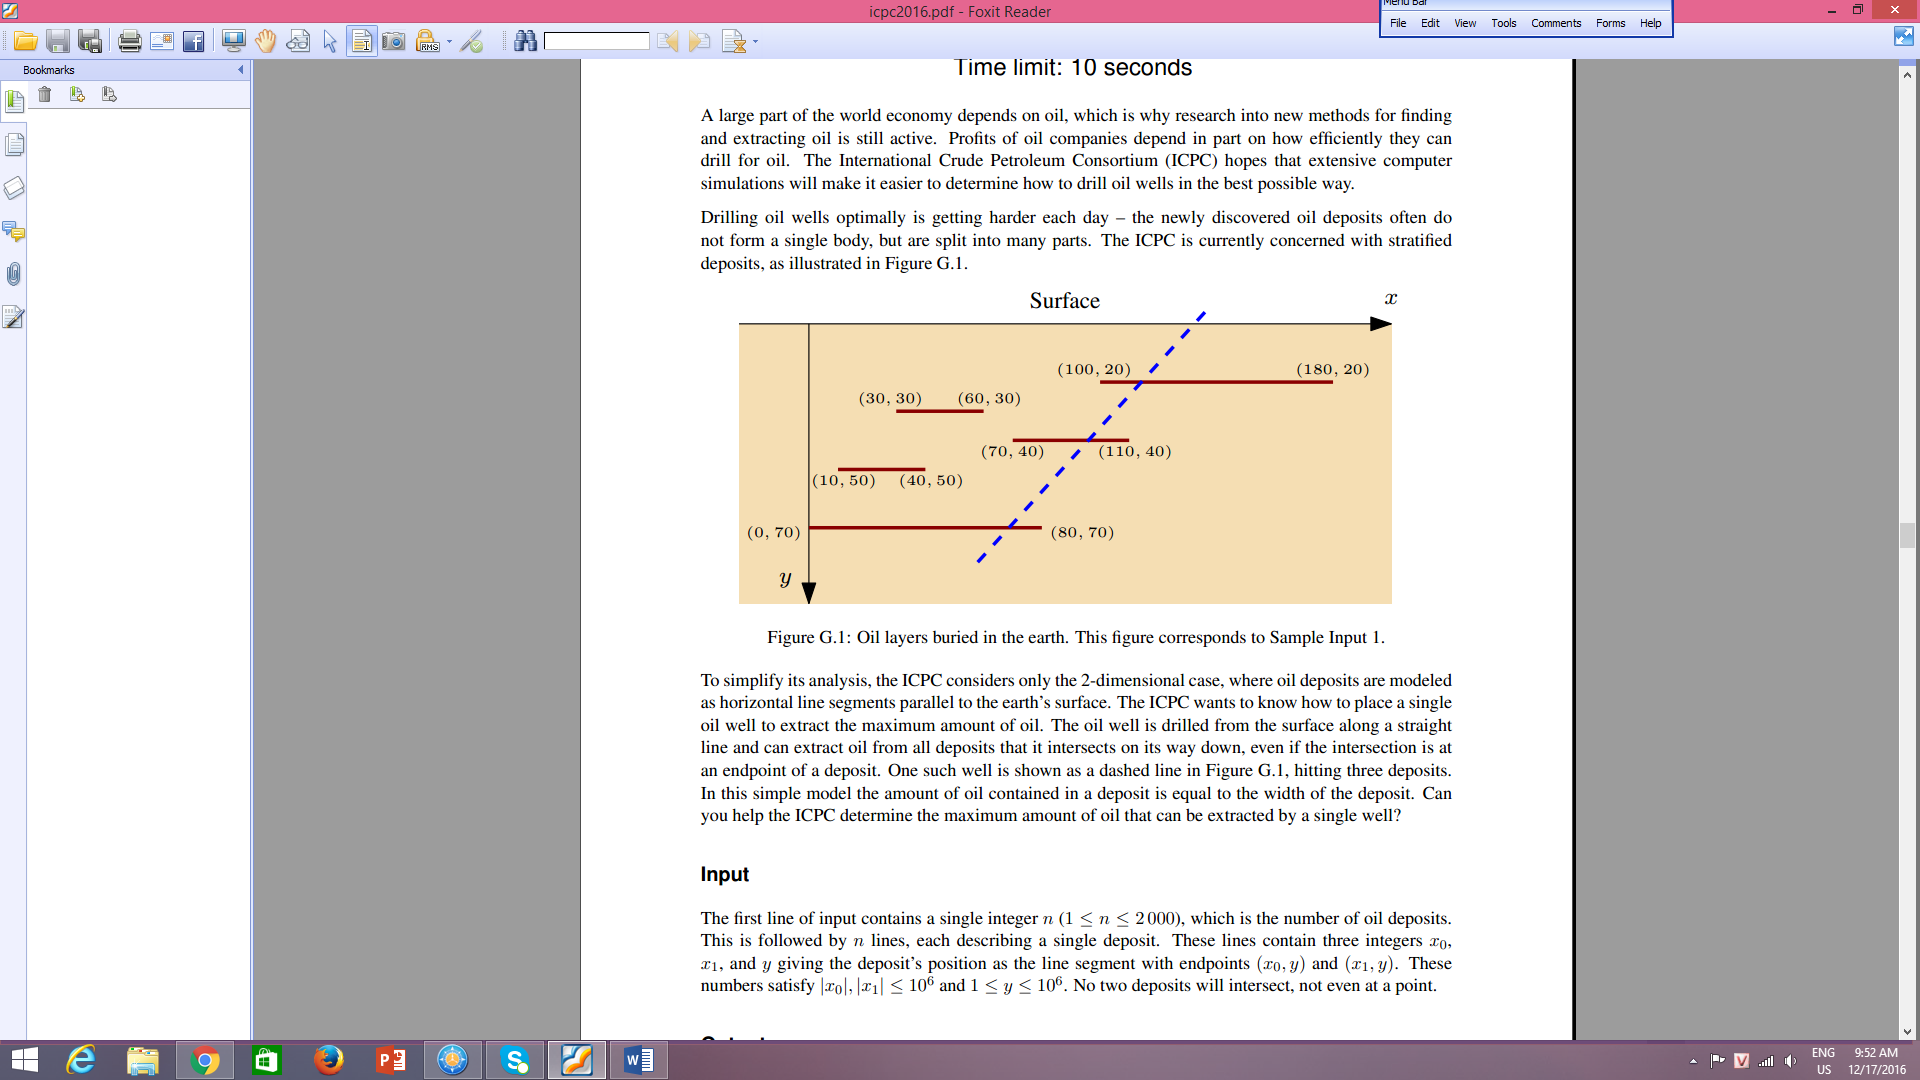 icpc2016.pdf - Foxit Reader
Menu Bar
File Edit View Tools Comments Forms Help
RMS
Bookmarks
Time limit: 10 seconds
A large part of the world economy depends on oil, which is why research into new methods for finding
and extracting oil is still active. Profits of oil companies depend in part on how efficiently they can
drill for oil. The International Crude Petroleum Consortium (ICPC) hopes that extensive computer
simulations will make it easier to determine how to drill oil wells in the best possible way.
Drilling oil wells optimally is getting harder each day – the newly discovered oil deposits often do
not form a single body, but are split into many parts. The ICPC is currently concerned with stratified
deposits, as illustrated in Figure G.1.
Surface x
(100, 20) (180, 20)
(30, 30) (60, 30)
(70, 40) (110, 40)
(10, 50) (40, 50)
(0, 70) (80, 70)
y
Figure G.1: Oil layers buried in the earth. This figure corresponds to Sample Input 1.
To simplify its analysis, the ICPC considers only the 2-dimensional case, where oil deposits are modeled
as horizontal line segments parallel to the earth's surface. The ICPC wants to know how to place a single
oil well to extract the maximum amount of oil. The oil well is drilled from the surface along a straight
line and can extract oil from all deposits that it intersects on its way down, even if the intersection is at
an endpoint of a deposit. One such well is shown as a dashed line in Figure G.1, hitting three deposits.
In this simple model the amount of oil contained in a deposit is equal to the width of the deposit. Can
you help the ICPC determine the maximum amount of oil that can be extracted by a single well?
Input
The first line of input contains a single integer n (1 ≤ n ≤ 2 000), which is the number of oil deposits.
This is followed by n lines, each describing a single deposit. These lines contain three integers x₀,
x₁, and y giving the deposit's position as the line segment with endpoints (x₀, y) and (x₁, y). These
numbers satisfy |x₀|, |x₁| ≤ 10⁶ and 1 ≤ y ≤ 10⁶. No two deposits will intersect, not even at a point.
ENG 9:52 AM
US 12/17/2016